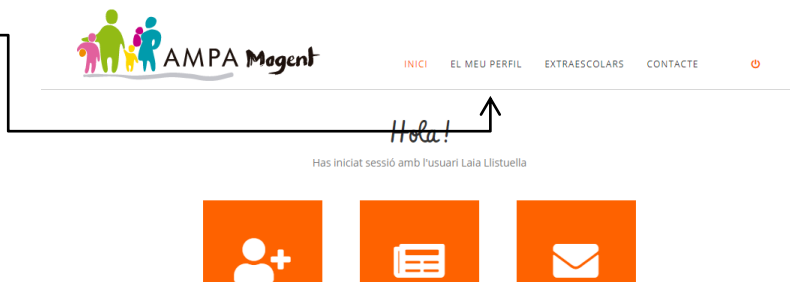 AMPA Mogent
INICI EL MEU PERFIL EXTRAESCOLARS CONTACTE
Hola!
Has iniciat sessió amb l'usuari Laia Llistuella